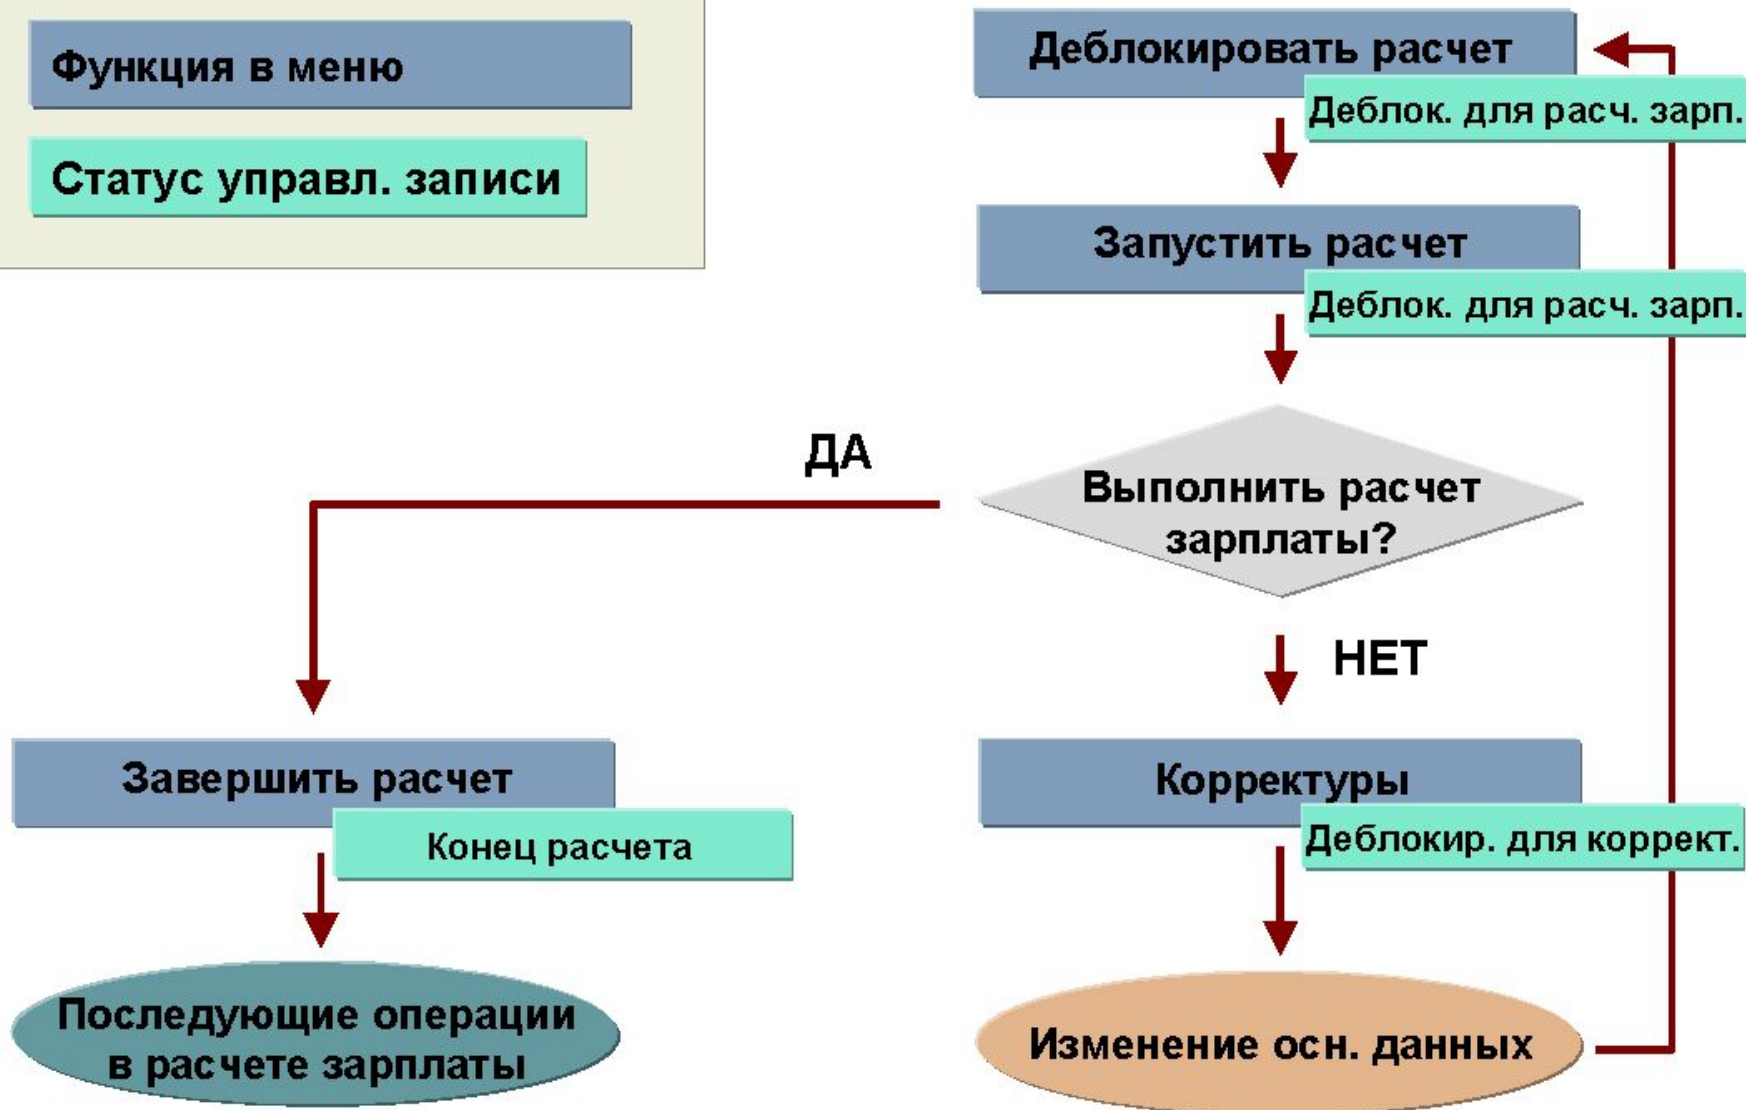 Функция в меню
Статус управл. записи
Деблокировать расчет
Деблок. для расч. зарп.
Запустить расчет
Деблок. для расч. зарп.
ДА
Выполнить расчет
зарплаты?
НЕТ
Завершить расчет
Конец расчета
Корректуры
Деблокир. для коррект.
Последующие операции
в расчете зарплаты
Изменение осн. данных